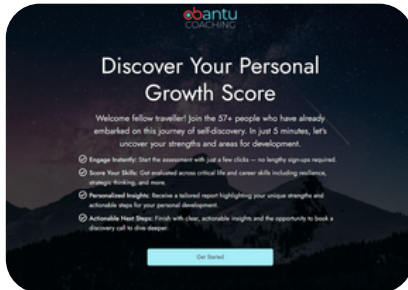 obantu
COACHING
Discover Your Personal
Growth Score
Welcome fellow traveller! Join the 57+ people who have already
embarked on this journey of self-discovery. In just 5 minutes, let's
uncover your strengths and areas for development.
Engage Instantly: Start the assessment with just a few clicks — no lengthy sign-ups required.
Score Your Skills: Get evaluated across critical life and career skills including resilience,
strategic thinking, and more.
Personalized Insights: Receive a tailored report highlighting your unique strengths and
actionable steps for your personal development.
Actionable Next Steps: Finish with clear, actionable insights and the opportunity to book a
discovery call to dive deeper.
Get Started